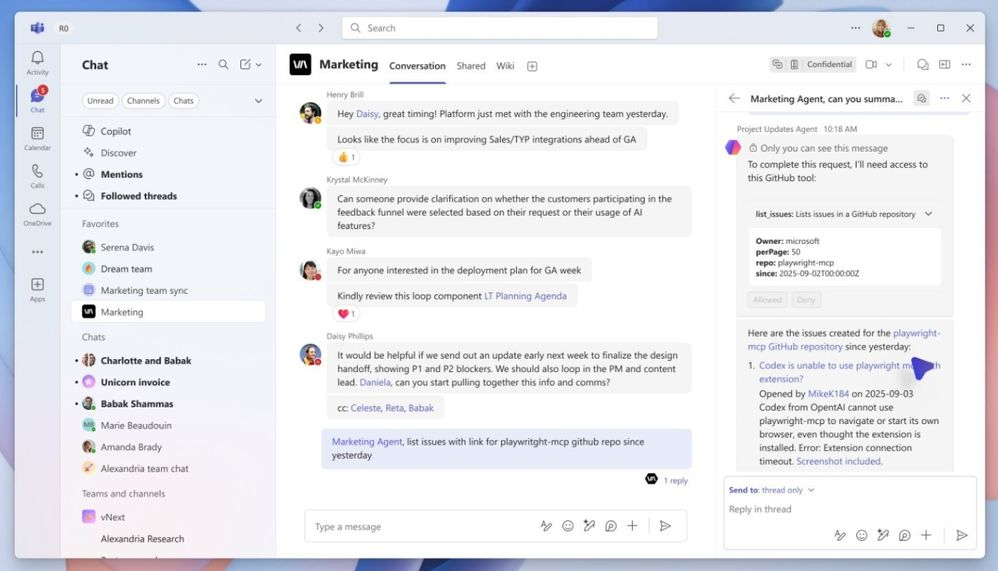 R0
Search
Activity
5
Chat
Calendar
Calls
OneDrive
Apps
Chat
Unread
Channels
Chats
Copilot
Discover
Mentions
Followed threads
Favorites
Serena Davis
Dream team
Marketing team sync
Marketing
Chats
Charlotte and Babak
Unicorn invoice
Babak Shammas
MB
Marie Beaudouin
Amanda Brady
Alexandria team chat
Teams and channels
vNext
Alexandria Research
Marketing
Conversation
Shared
Wiki
Confidential
Henry Brill
Hey Daisy, great timing! Platform just met with the engineering team yesterday.
Looks like the focus is on improving Sales/TYP integrations ahead of GA
1
Krystal McKinney
Can someone provide clarification on whether the customers participating in the
feedback funnel were selected based on their request or their usage of AI
features?
Kayo Miwa
For anyone interested in the deployment plan for GA week
Kindly review this loop component LT Planning Agenda
1
Daisy Phillips
It would be helpful if we send out an update early next week to finalize the design
handoff, showing P1 and P2 blockers. We should also loop in the PM and content
lead. Daniela, can you start pulling together this info and comms?
cc: Celeste, Reta, Babak
Marketing Agent, list issues with link for playwritght-mcp github repo since
yesterday
1 reply
Type a message
Marketing Agent, can you summa...
Project Updates Agent 10:18 AM
Only you can see this message
To complete this request, I'll need access to
this GitHub tool:
list_issues: Lists issues in a GitHub repository
Owner: microsoft
perPage: 50
repo: playwright-mcp
since: 2025-09-02T00:00:00Z
Allowed
Deny
Here are the issues created for the playwright-
mcp GitHub repository since yesterday:
1. Codex is unable to use playwright
extension?
Opened by MikeK184 on 2025-09-03
Codex from OpenAI cannot use
playwright-mcp to navigate or start its own
browser, even thought the extension is
installed. Error: Extension connection
timeout. Screenshot included.
Send to: thread only
Reply in thread